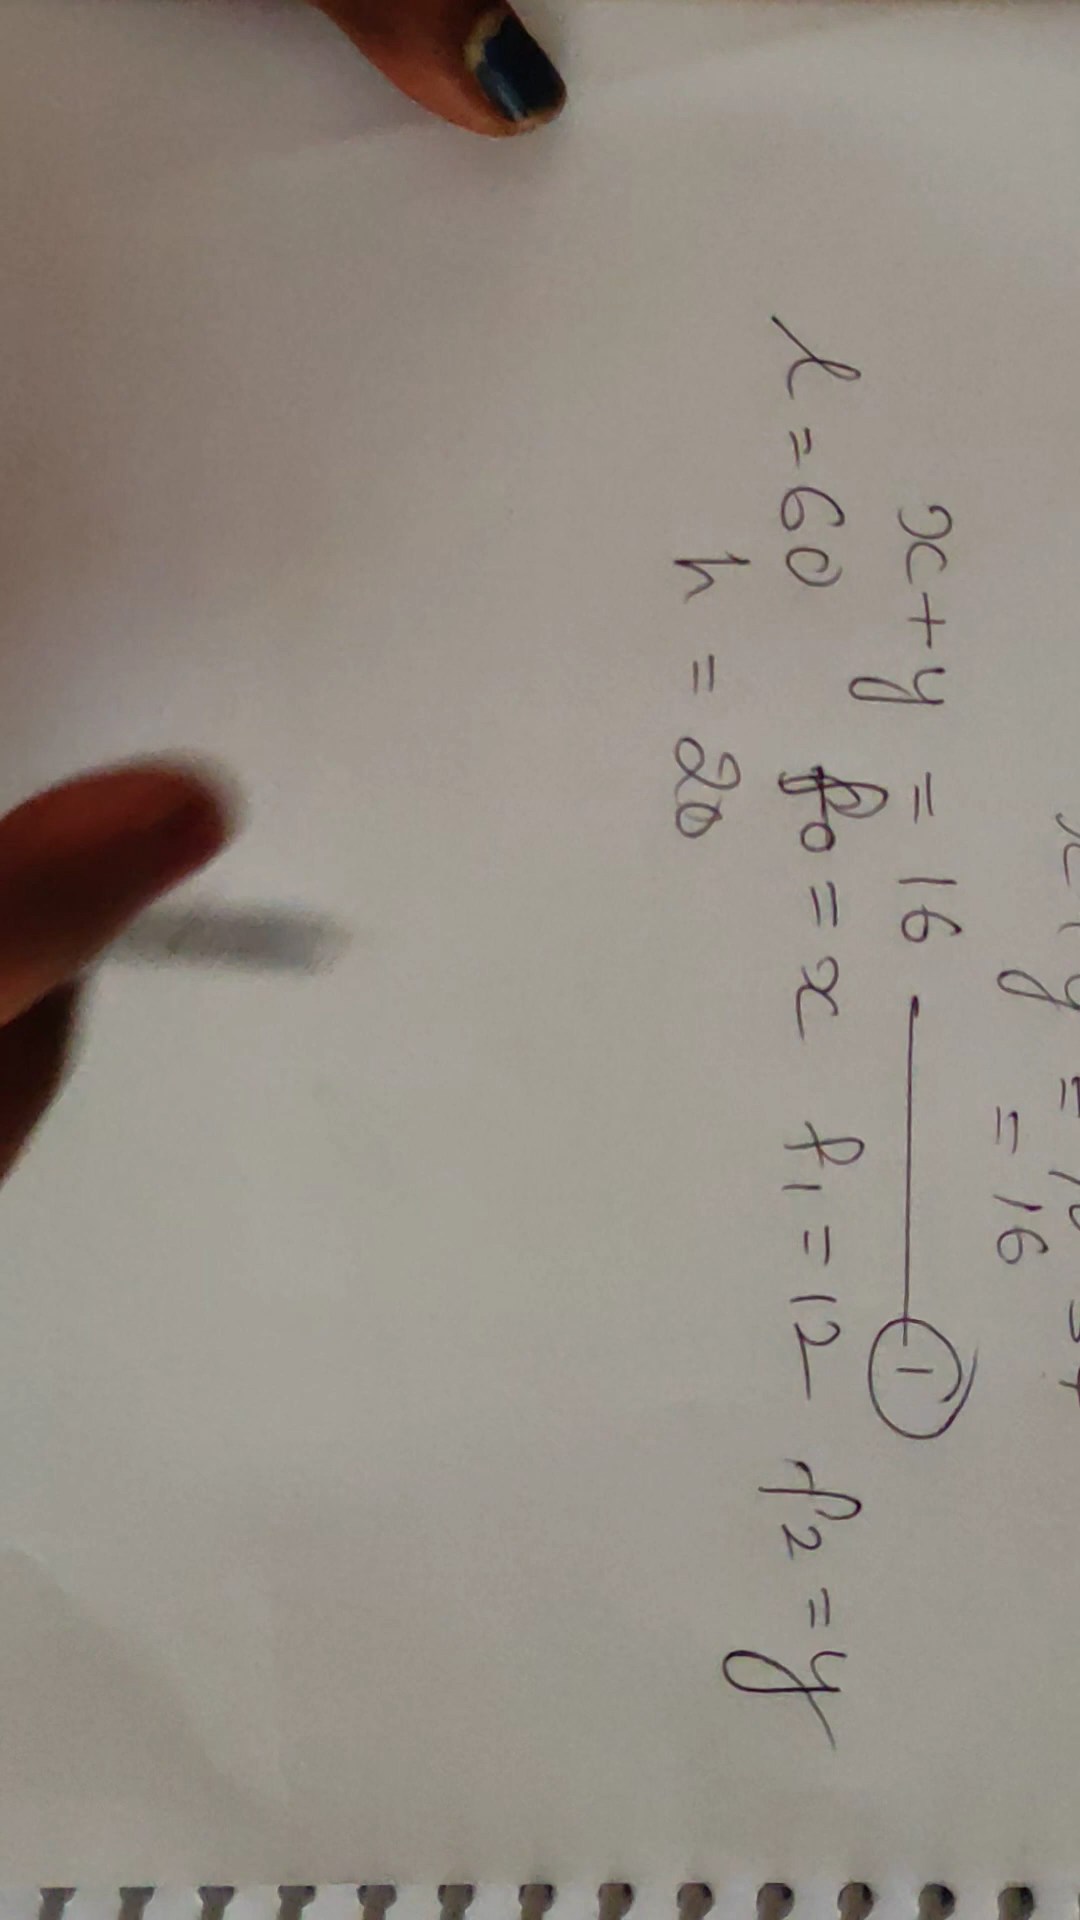 = 16
x + y = 16 ——— ①
l = 60 f0 = x f1 = 12 f2 = y
h = 20